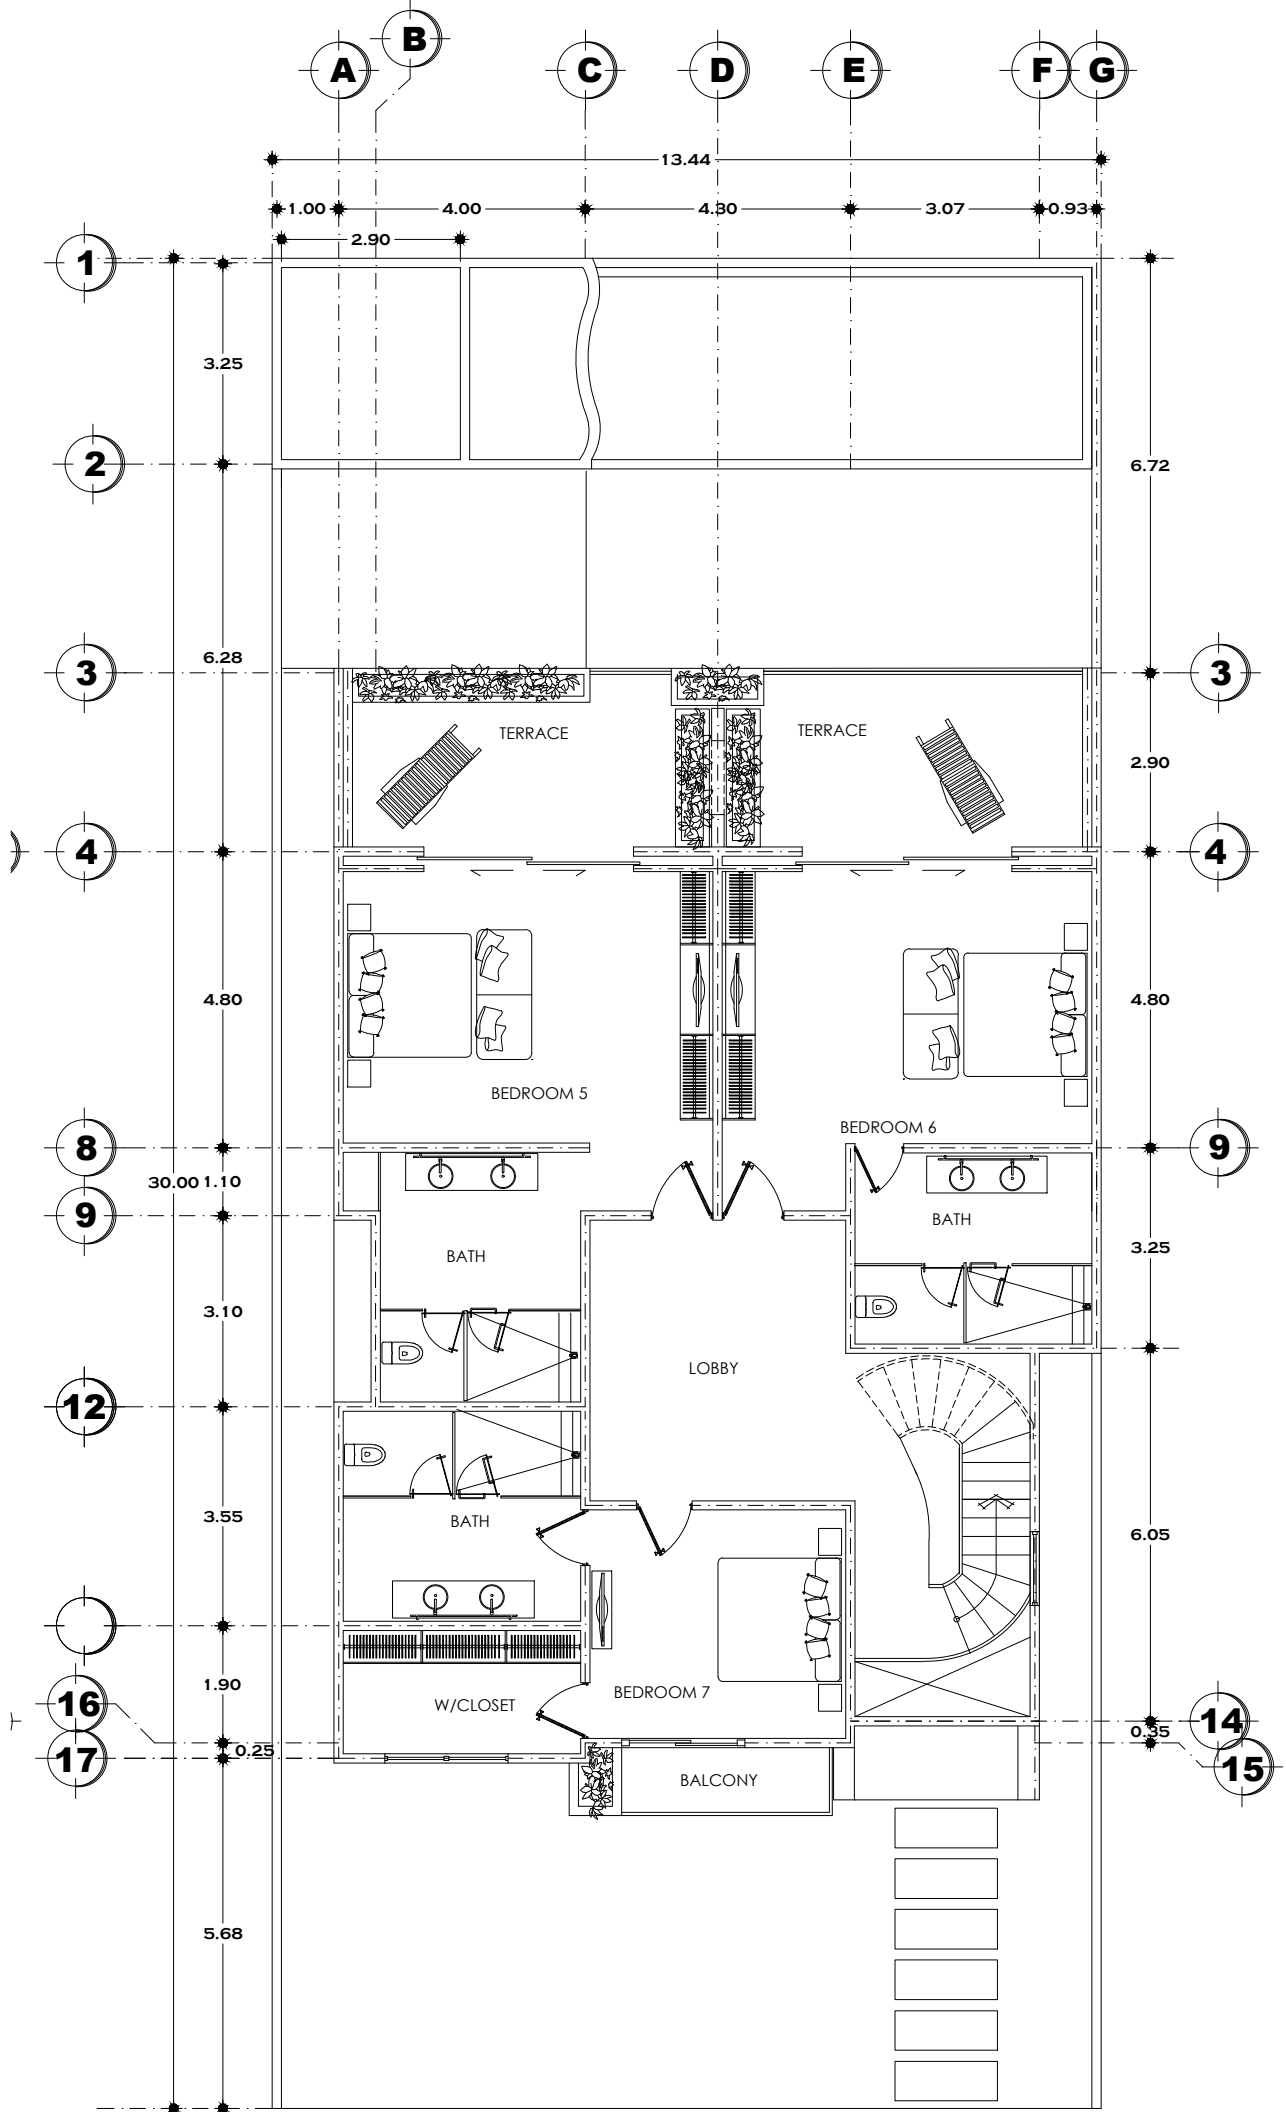 B
A
C
D
E
F
G
13.44
1.00
4.00
4.30
3.07
0.93
2.90
1
3.25
2
6.72
6.28
3
3
TERRACE
TERRACE
2.90
4
4
4.80
4.80
BEDROOM 5
BEDROOM 6
8
9
30.00
1.10
9
BATH
BATH
3.25
3.10
LOBBY
12
3.55
BATH
6.05
1.90
BEDROOM 7
W/CLOSET
16
14
0.35
0.25
17
15
BALCONY
5.68